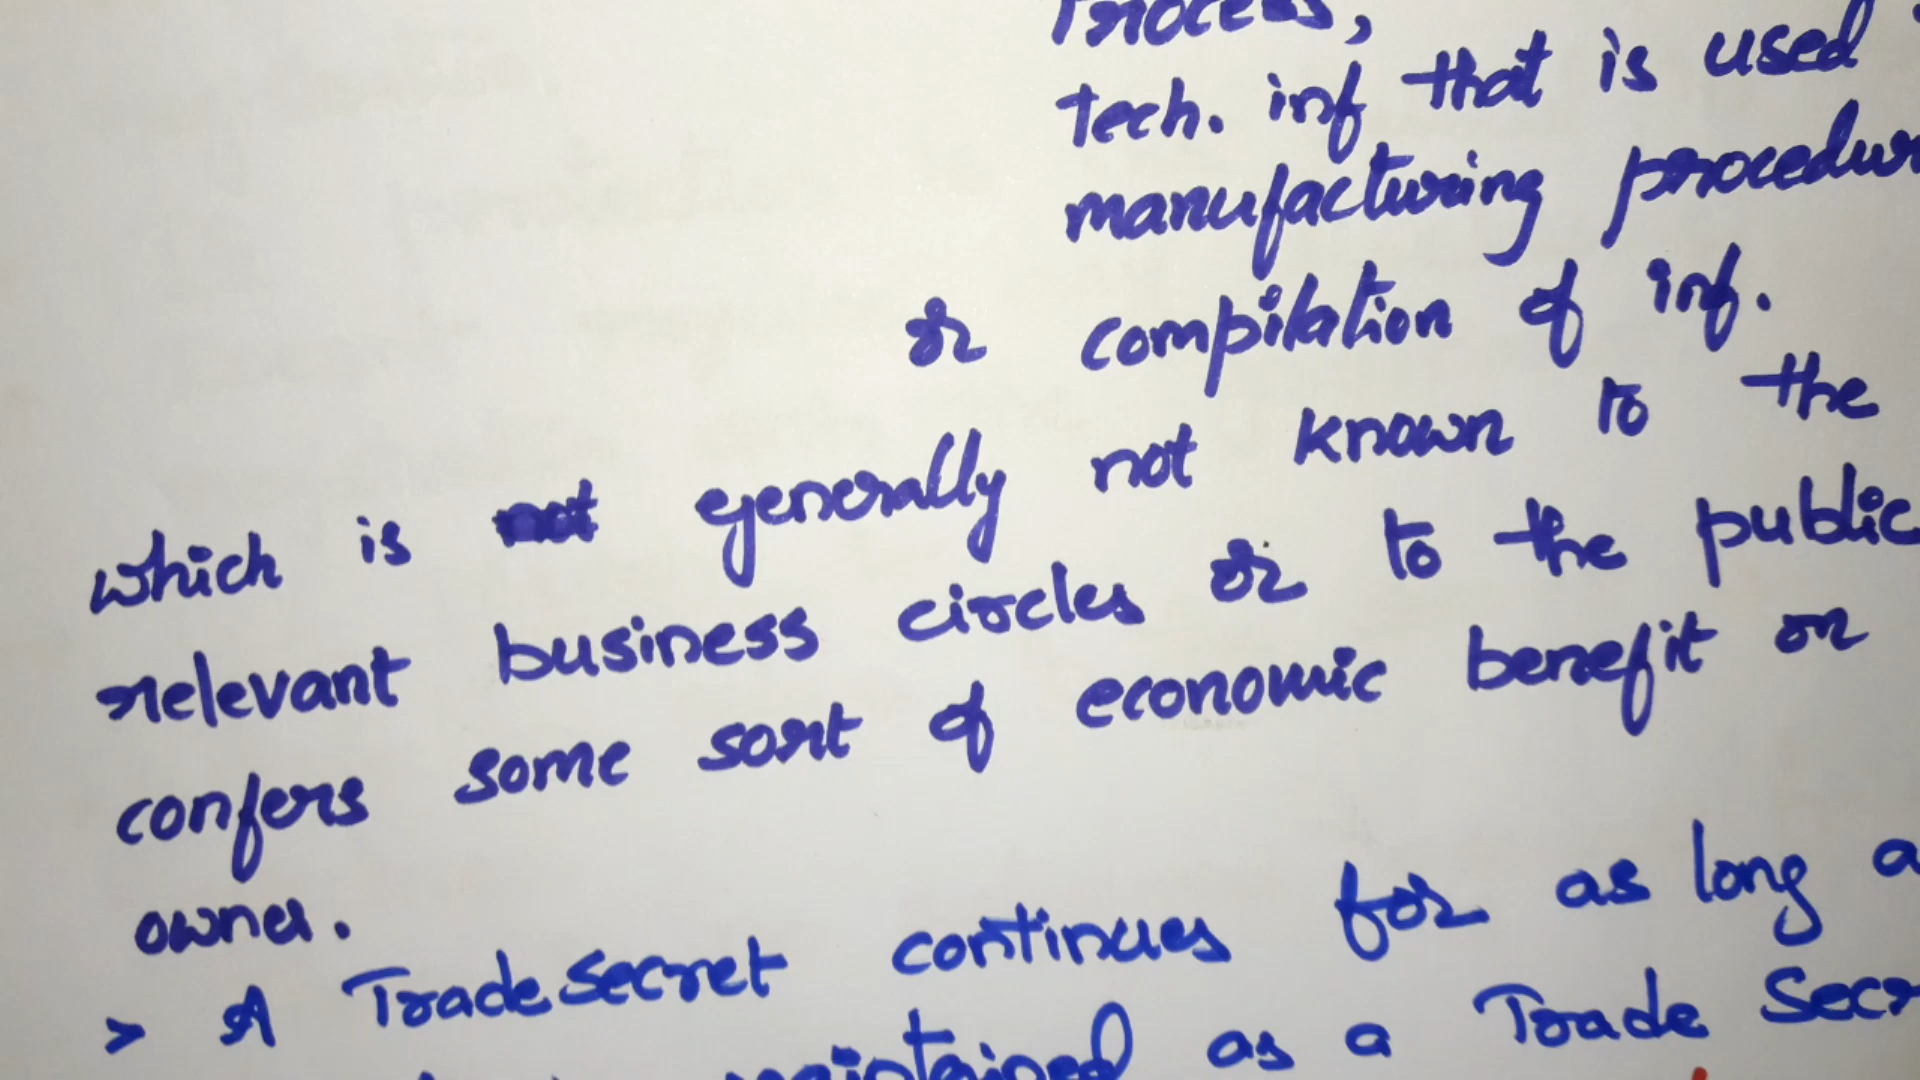 Process,
tech. inf that is used
manufacturing procedur
or compilation of inf.
which is generally not known to the
relevant business circles or to the public
confers some sort of economic benefit on
owner.
> A Trade Secret continues for as long a
maintained as a Trade Secr